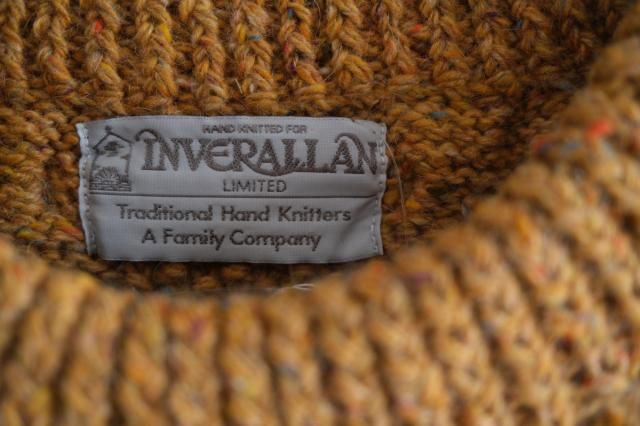 HAND KNITTED FOR
INVERALLAN
LIMITED
Traditional Hand Knitters
A Family Company